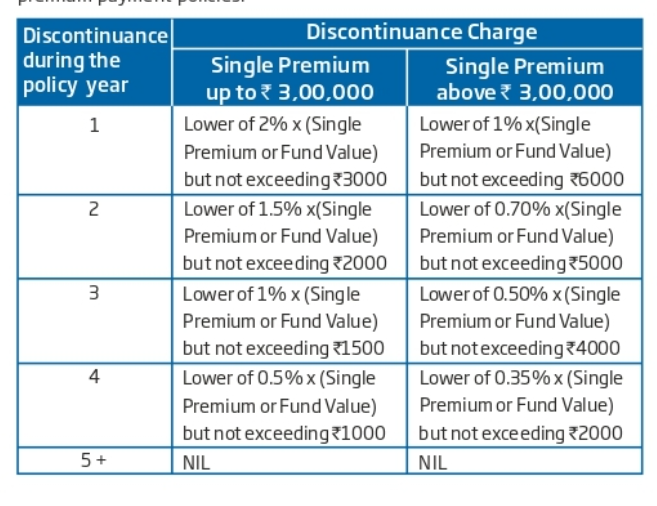 premium payment policies.
Discontinuance during the policy year
Discontinuance Charge
Single Premium up to ₹ 3,00,000
Single Premium above ₹ 3,00,000
1
Lower of 2% x (Single
Premium or Fund Value)
but not exceeding ₹3000
Lower of 1% x(Single
Premium or Fund Value)
but not exceeding ₹6000
2
Lower of 1.5% x(Single
Premium or Fund Value)
but not exceeding ₹2000
Lower of 0.70% x(Single
Premium or Fund Value)
but not exceeding ₹5000
3
Lower of 1% x (Single
Premium or Fund Value)
but not exceeding ₹1500
Lower of 0.50% x (Single
Premium or Fund Value)
but not exceeding ₹4000
4
Lower of 0.5% x (Single
Premium or Fund Value)
but not exceeding ₹1000
Lower of 0.35% x (Single
Premium or Fund Value)
but not exceeding ₹2000
5 +
NIL
NIL